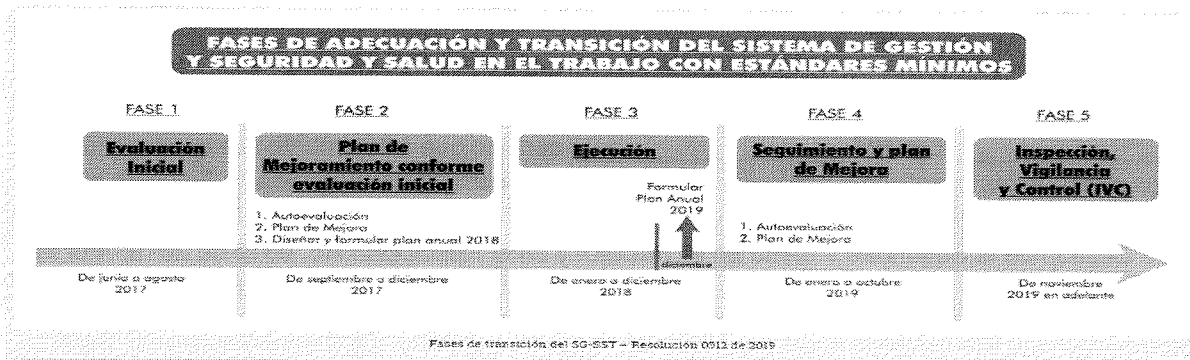 FASES DE ADECUACIÓN Y TRANSICIÓN DEL SISTEMA DE GESTIÓN
Y SEGURIDAD Y SALUD EN EL TRABAJO CON ESTÁNDARES MÍNIMOS
FASE 1
Evaluación
Inicial
De junio a agosto
2017
FASE 2
Plan de
Mejoramiento conforme
evaluación inicial
1. Autoevaluación
2. Plan de Mejora
3. Diseñar y formular plan anual 2018
De septiembre a diciembre
2017
FASE 3
Ejecución
Formular
Plan Anual
2019
diciembre
De enero a diciembre
2018
FASE 4
Seguimiento y plan
de Mejora
1. Autoevaluación
2. Plan de Mejora
De enero a octubre
2019
FASE 5
Inspección,
Vigilancia
y Control (IVC)
De noviembre
2019 en adelante
Fases de transición del SG-SST – Resolución 0312 de 2019